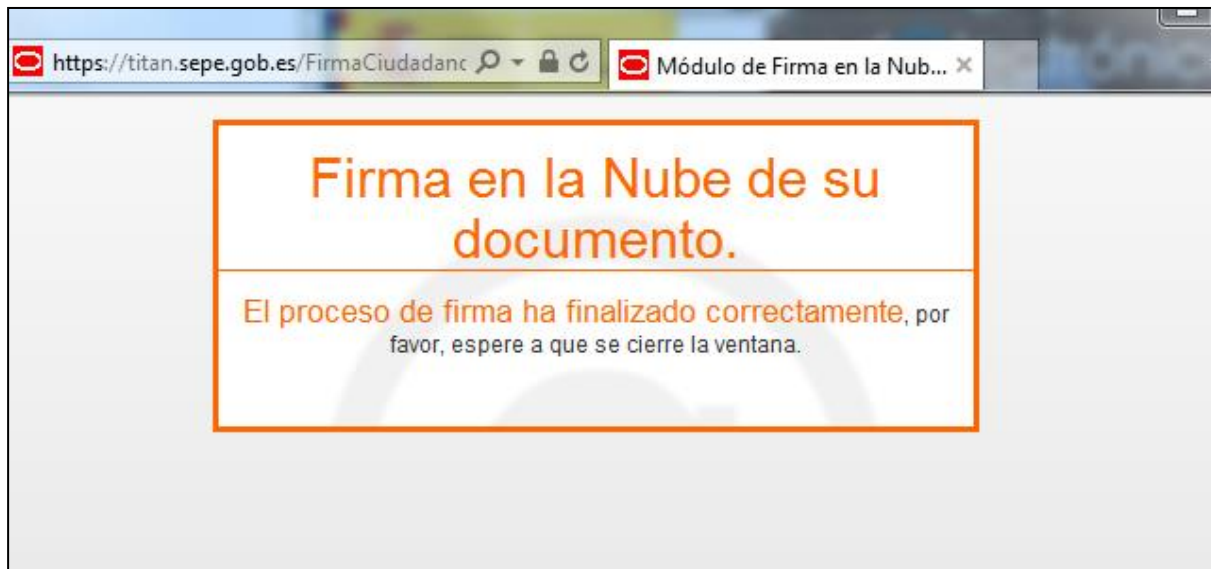 https://titan.sepe.gob.es/FirmaCiudadanc
Módulo de Firma en la Nub...
Firma en la Nube de su
documento.
El proceso de firma ha finalizado correctamente, por
favor, espere a que se cierre la ventana.